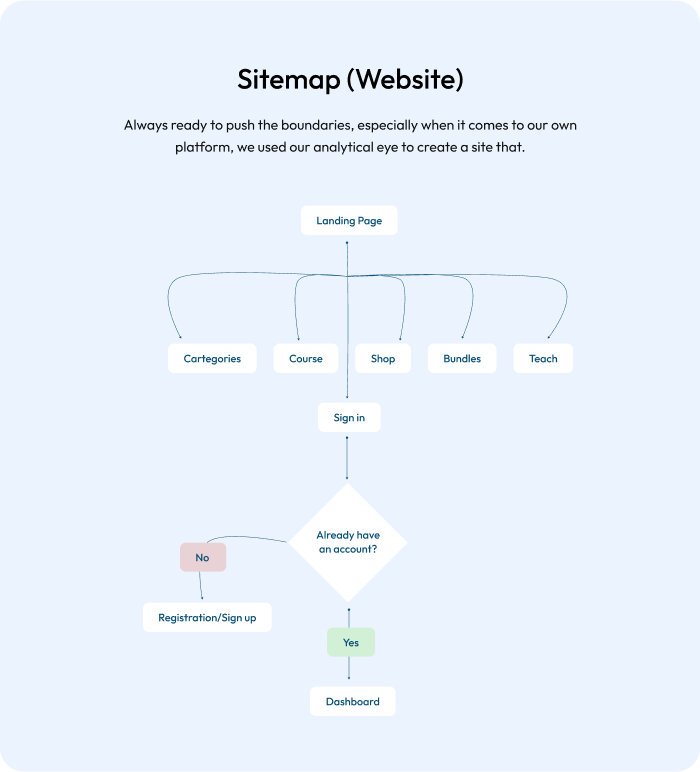 Sitemap (Website)
Always ready to push the boundaries, especially when it comes to our own
platform, we used our analytical eye to create a site that.
Landing Page
Cartegories
Course
Shop
Bundles
Teach
Sign in
Already have
an account?
No
Registration/Sign up
Yes
Dashboard